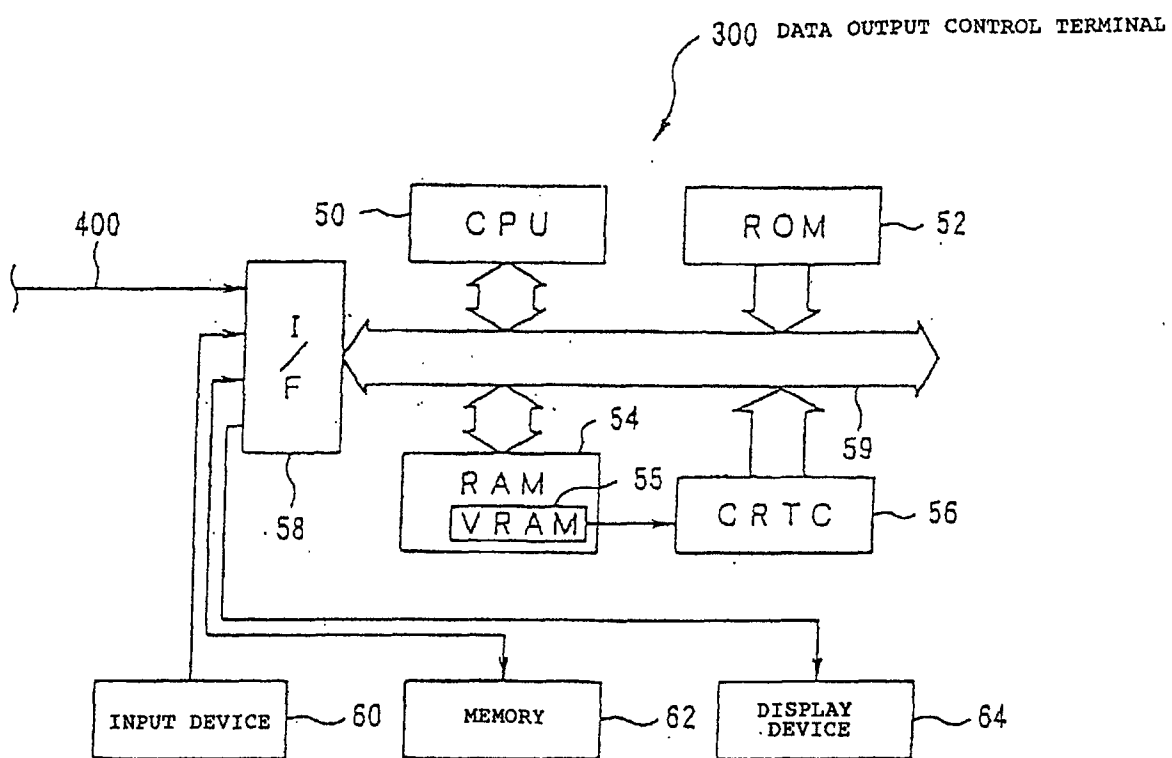 300 DATA OUTPUT CONTROL TERMINAL
400
50
CPU
ROM
52
I/F
58
59
54
RAM
55
VRAM
CRTC
56
INPUT DEVICE
60
MEMORY
62
DISPLAY
DEVICE
64